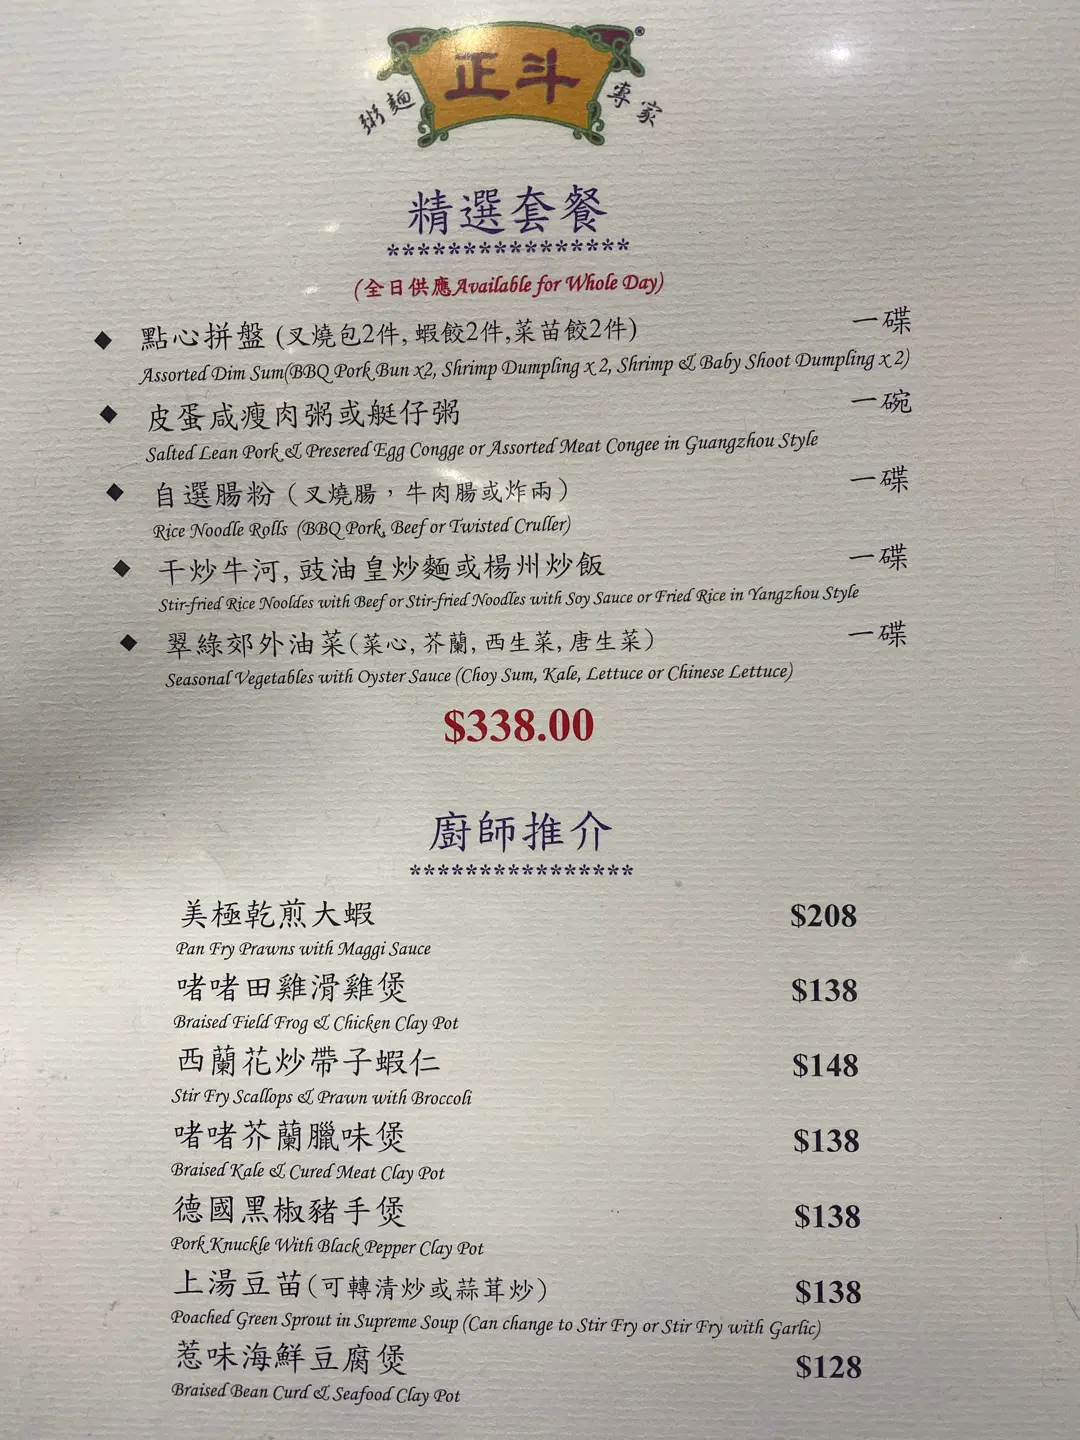 正斗®
粥麵 專家
精選套餐
****************
(全日供應Available for Whole Day)
◆ 點心拼盤 (叉燒包2件, 蝦餃2件,菜苗餃2件) 一碟
Assorted Dim Sum(BBQ Pork Bun x2, Shrimp Dumpling x 2, Shrimp & Baby Shoot Dumpling x 2)
◆ 皮蛋咸瘦肉粥或艇仔粥 一碗
Salted Lean Pork & Presered Egg Congge or Assorted Meat Congee in Guangzhou Style
◆ 自選腸粉 (叉燒腸，牛肉腸或炸兩) 一碟
Rice Noodle Rolls (BBQ Pork, Beef or Twisted Cruller)
◆ 干炒牛河, 豉油皇炒麵或楊州炒飯 一碟
Stir-fried Rice Nooldes with Beef or Stir-fried Noodles with Soy Sauce or Fried Rice in Yangzhou Style
◆ 翠綠郊外油菜(菜心, 芥蘭, 西生菜, 唐生菜) 一碟
Seasonal Vegetables with Oyster Sauce (Choy Sum, Kale, Lettuce or Chinese Lettuce)
$338.00
廚師推介
****************
美極乾煎大蝦 $208
Pan Fry Prawns with Maggi Sauce
啫啫田雞滑雞煲 $138
Braised Field Frog & Chicken Clay Pot
西蘭花炒帶子蝦仁 $148
Stir Fry Scallops & Prawn with Broccoli
啫啫芥蘭臘味煲 $138
Braised Kale & Cured Meat Clay Pot
德國黑椒豬手煲 $138
Pork Knuckle With Black Pepper Clay Pot
上湯豆苗(可轉清炒或蒜茸炒) $138
Poached Green Sprout in Supreme Soup (Can change to Stir Fry or Stir Fry with Garlic)
惹味海鮮豆腐煲 $128
Braised Bean Curd & Seafood Clay Pot